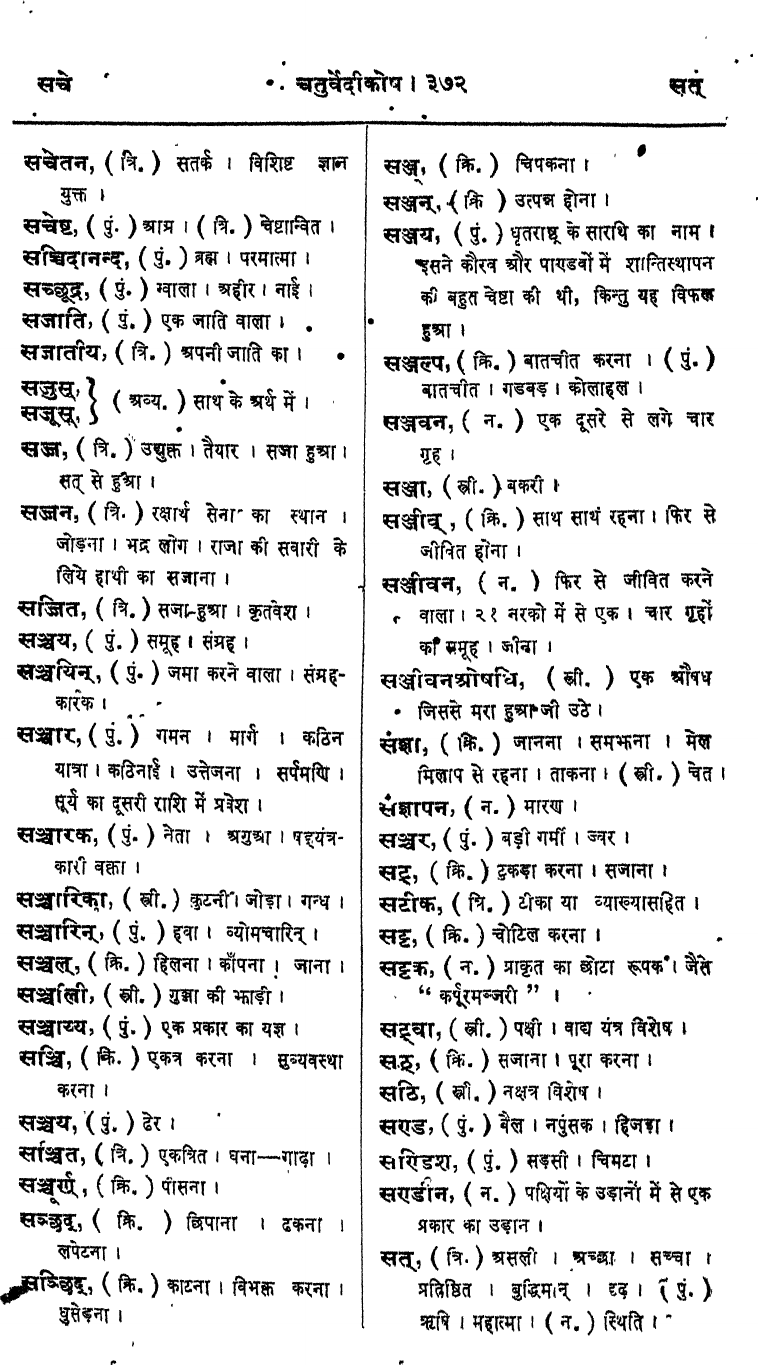 सचे
चतुर्वेदीकोष । ३७२
सत्
सचेतन, ( त्रि. ) सतर्क । विशिष्ट ज्ञान
युक्त ।
सचेष्ट, ( पुं. ) आम्र । ( त्रि. ) चेष्टान्वित ।
सच्चिदानन्द, ( पुं. ) ब्रह्म । परमात्मा ।
सच्छूद्र, ( पुं. ) ग्वाला । अहीर । नाई ।
सजाति, ( पुं. ) एक जाति वाला ।
सजातीय, ( त्रि. ) अपनी जाति का ।
सजुस्,
सजूस्, } ( अव्य. ) साथ के अर्थ में ।
सज्ज, ( त्रि. ) उद्युक्त । तैयार । सजा हुआ ।
सत् से हुआ ।
सज्जन, ( त्रि. ) रक्षार्थ सेना का स्थान ।
जोड़ना । भद्र लोग । राजा की सवारी के
लिये हाथी का सजाना ।
सज्जित, ( त्रि. ) सजा-हुआ । कृतवेश ।
सञ्चय, ( पुं. ) समूह । संग्रह ।
सञ्चयिन्, ( पुं. ) जमा करने वाला । संग्रह-
कारक ।
सञ्चार, ( पुं. ) गमन । मार्ग । कठिन
यात्रा । कठिनाई । उत्तेजना । सर्पमणि ।
सूर्य का दूसरी राशि में प्रवेश ।
सञ्चारक, ( पुं. ) नेता । अगुआ । षड्यंत्र-
कारी वक्ता ।
सञ्चारिका, ( स्त्री. ) कुटनी । जोड़ा । गन्ध ।
सञ्चारिन्, ( पुं. ) हवा । व्योमचारिन् ।
सञ्चल्, ( क्रि. ) हिलना । काँपना । जाना ।
सञ्चाली, ( स्त्री. ) गुञ्जा की झाड़ी ।
सञ्चाय्य, ( पुं. ) एक प्रकार का यज्ञ ।
सञ्चि, ( क्रि. ) एकत्र करना । सुव्यवस्था
करना ।
सञ्चय, ( पुं. ) ढेर ।
सञ्चित, ( त्रि. ) एकत्रित । घना—गाढ़ा ।
सञ्चूर्ण्, ( क्रि. ) पीसना ।
सञ्छद्, ( क्रि. ) छिपाना । ढकना ।
लपेटना ।
सञ्छिद्, ( क्रि. ) काटना । विभक्त करना ।
घुसेड़ना ।
सञ्ज्, ( क्रि. ) चिपकना ।
सञ्जन्, ( क्रि ) उत्पन्न होना ।
सञ्जय, ( पुं. ) धृतराष्ट्र के सारथि का नाम ।
इसने कौरव और पाण्डवों में शान्तिस्थापन
की बहुत चेष्टा की थी, किन्तु यह विफल
हुआ ।
सञ्जल्प, ( क्रि. ) बातचीत करना । ( पुं. )
बातचीत । गडबड़ । कोलाहल ।
सञ्जवन, ( न. ) एक दूसरे से लगे चार
गृह ।
सञ्जा, ( स्त्री. ) बकरी ।
सञ्जीव्, ( क्रि. ) साथ साथ रहना । फिर से
जीवित होना ।
सञ्जीवन, ( न. ) फिर से जीवित करने
वाला । २१ नरको में से एक । चार गृहों
का समूह । जीना ।
सञ्जीवनओषधि, ( स्त्री. ) एक औषध
जिससे मरा हुआ जी उठे ।
संज्ञा, ( क्रि. ) जानना । समझना । मेल
मिलाप से रहना । ताकना । ( स्त्री. ) चेत ।
संज्ञापन, ( न. ) मारण ।
सञ्चर, ( पुं. ) बड़ी गर्मी । ज्वर ।
सट्, ( क्रि. ) टुकड़ा करना । सजाना ।
सटीक, ( त्रि. ) टीका या व्याख्यासहित ।
सट्ट, ( क्रि. ) चोटिल करना ।
सट्टक, ( न. ) प्राकृत का छोटा रूपक । जैसे
“ कर्पूरमञ्जरी ” ।
सट्वा, ( स्त्री. ) पक्षी । वाद्य यंत्र विशेष ।
सठ्, ( क्रि. ) सजाना । पूरा करना ।
सठि, ( स्त्री. ) नक्षत्र विशेष ।
सण्ड, ( पुं. ) बैल । नपुंसक । हिजड़ा ।
सण्डिश, ( पुं. ) सड़सी । चिमटा ।
सण्डीन, ( न. ) पक्षियों के उड़ानों में से एक
प्रकार का उड़ान ।
सत्, ( त्रि. ) असली । अच्छा । सच्चा ।
प्रतिष्ठित । बुद्धिमान् । दृढ़ । ( पुं. )
ऋषि । महात्मा । ( न. ) स्थिति ।